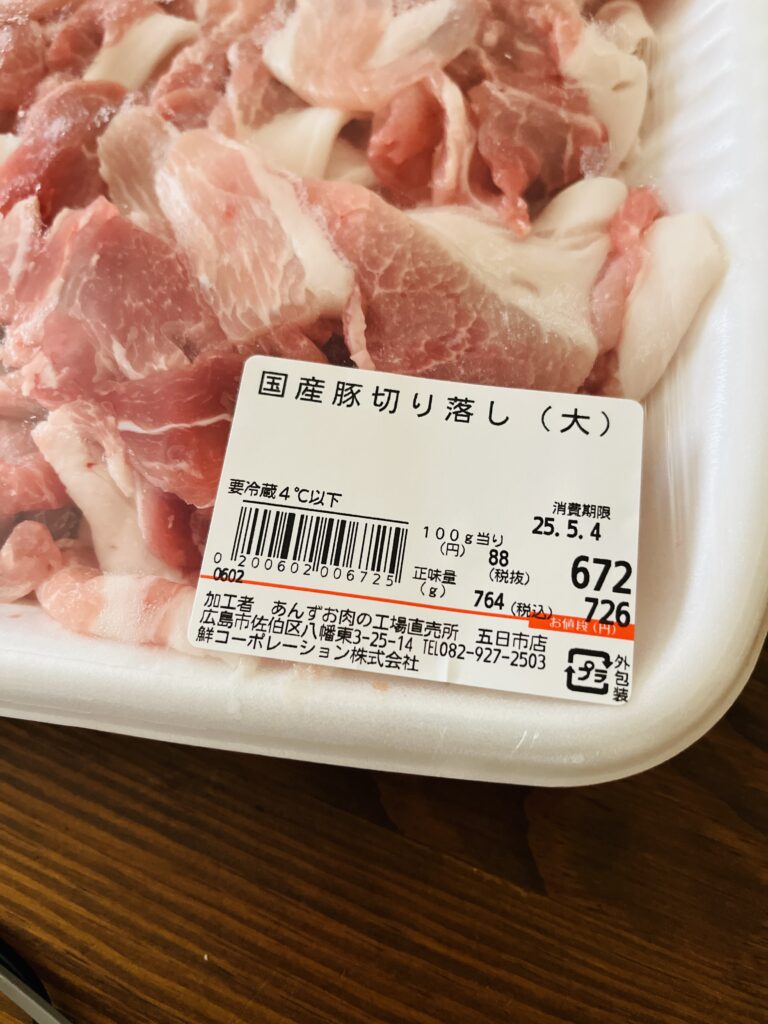 国産豚切り落し（大）
要冷蔵4℃以下
消費期限
25.5.4
100g当り
(円)
88
(税抜)
672
正味量
(g)
764
(税込)
726
お値段(円)
0 200602 006725
0602
加工者 あんずお肉の工場直売所 五日市店
広島市佐伯区八幡東3-25-14 TEL082-927-2503
鮮コーポレーション株式会社
プラ
外包装